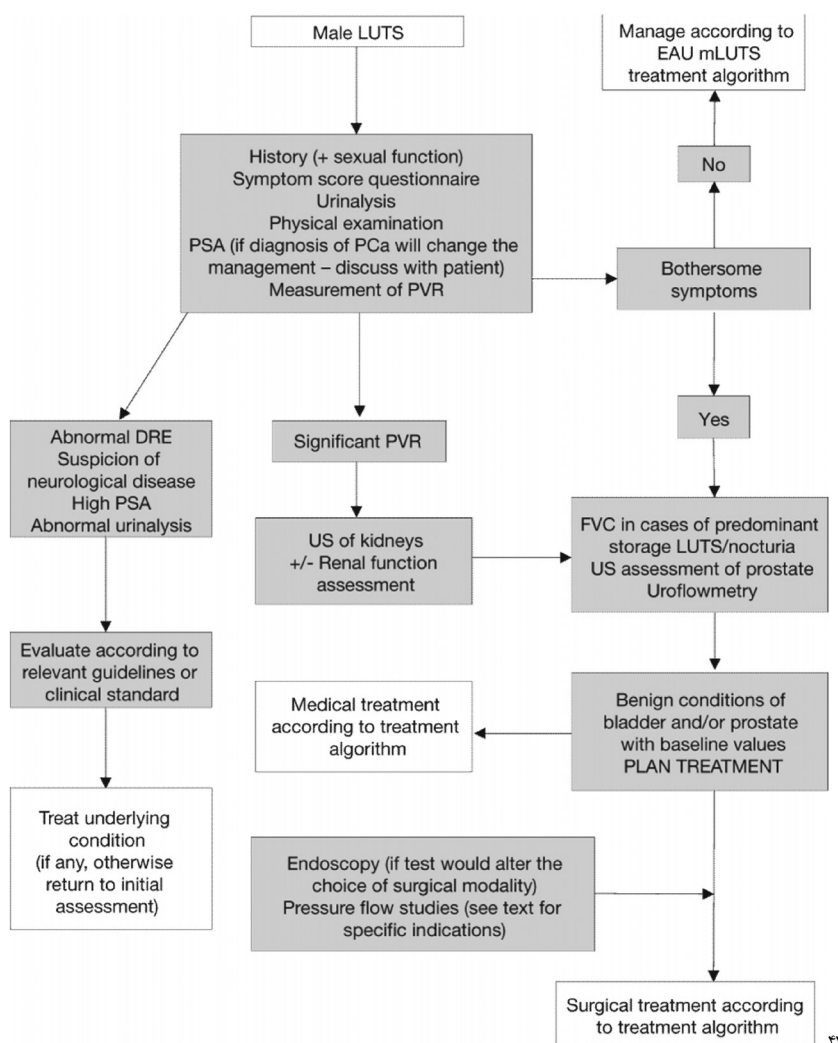 Male LUTS
Manage according to
EAU mLUTS
treatment algorithm
History (+ sexual function)
Symptom score questionnaire
Urinalysis
Physical examination
PSA (if diagnosis of PCa will change the
management – discuss with patient)
Measurement of PVR
No
Bothersome
symptoms
Yes
Abnormal DRE
Suspicion of
neurological disease
High PSA
Abnormal urinalysis
Significant PVR
US of kidneys
+/- Renal function
assessment
FVC in cases of predominant
storage LUTS/nocturia
US assessment of prostate
Uroflowmetry
Evaluate according to
relevant guidelines or
clinical standard
Medical treatment
according to treatment
algorithm
Benign conditions of
bladder and/or prostate
with baseline values
PLAN TREATMENT
Treat underlying
condition
(if any, otherwise
return to initial
assessment)
Endoscopy (if test would alter the
choice of surgical modality)
Pressure flow studies (see text for
specific indications)
Surgical treatment according
to treatment algorithm